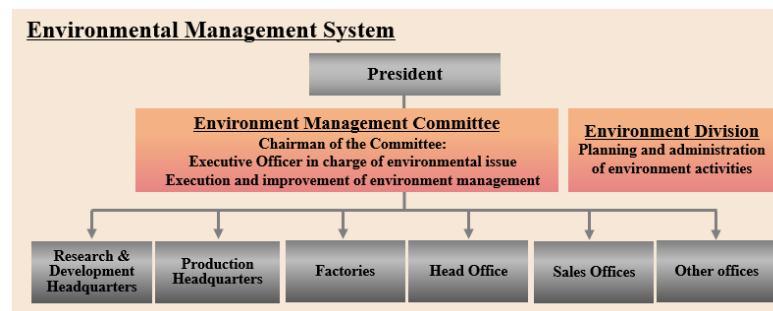 Environmental Management System
President
Environment Management Committee
Chairman of the Committee:
Executive Officer in charge of environmental issue
Execution and improvement of environment management
Environment Division
Planning and administration
of environment activities
Research &
Development
Headquarters
Production
Headquarters
Factories
Head Office
Sales Offices
Other offices